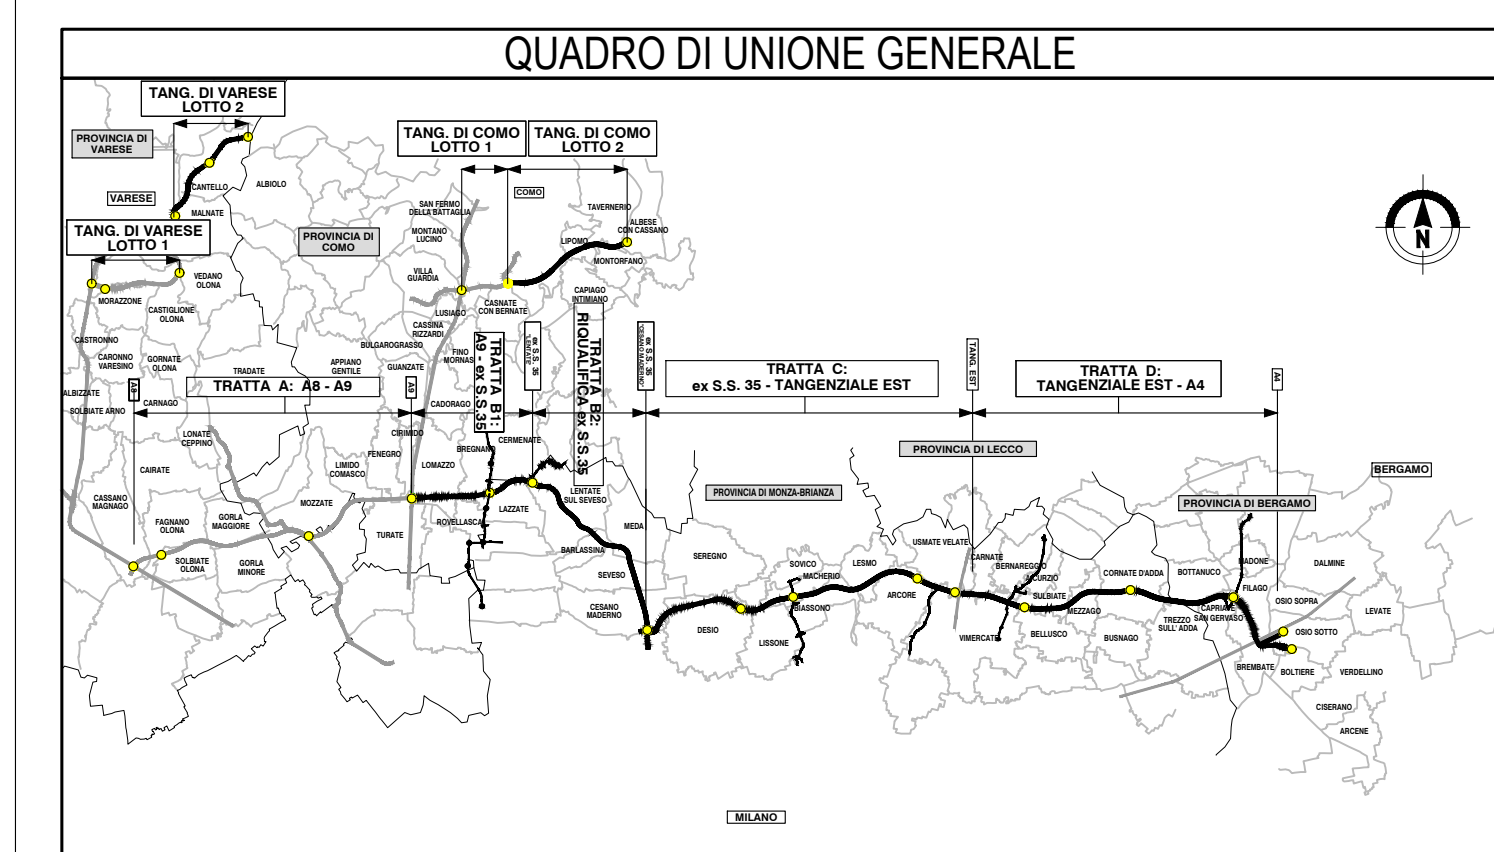 QUADRO DI UNIONE GENERALE
TANG. DI VARESE
LOTTO 2
PROVINCIA DI
VARESE
CANTELLO
ALBIOLO
VARESE
MALNATE
TANG. DI VARESE
LOTTO 1
VEDANO
OLONA
MORAZZONE
CASTIGLIONE
OLONA
PROVINCIA DI
COMO
TANG. DI COMO
LOTTO 1
TANG. DI COMO
LOTTO 2
COMO
SAN FERMO
DELLA BATTAGLIA
MONTANO
LUCINO
TAVERNERIO
ALBESE
CON CASSANO
LIPOMO
MONTORFANO
VILLA
GUARDIA
CAPIAGO
INTIMIANO
LUSIAGO
CASNATE
CON BERNATE
CASSINA
RIZZARDI
BULGAROGRASSO
FINO
MORNAS
CASTRONNO
CARONNO
VARESINO
GORNATE
OLONA
TRADATE
APPIANO
GENTILE
GUANZATE
ALBIZZATE
CARNAGO
SOLBIATE ARNO
CADORAGO
A8
TRATTA A: A8 - A9
A9
TRATTA B1:
A9 - ex S.S.35
ex S.S. 35
"LENTATE"
TRATTA B2:
RIQUALIFICA ex S.S.35
ex S.S. 35
"CESANO MADERNO"
TRATTA C:
ex S.S. 35 - TANGENZIALE EST
TANG. EST
TRATTA D:
TANGENZIALE EST - A4
A4
N
LONATE
CEPPINO
CIRIMIDO
FENEGRO
CERMENATE
BREGNANO
LOMAZZO
LIMIDO
COMASCO
CAIRATE
CASSANO
MAGNAGO
MOZZATE
FAGNANO
OLONA
GORLA
MAGGIORE
SOLBIATE
OLONA
GORLA
MINORE
TURATE
ROVELLASCA
LAZZATE
LENTATE
SUL SEVESO
MEDA
BARLASSINA
SEVESO
CESANO
MADERNO
PROVINCIA DI MONZA-BRIANZA
PROVINCIA DI LECCO
PROVINCIA DI BERGAMO
BERGAMO
SEREGNO
DESIO
SOVICO
MACHERIO
BIASSONO
LISSONE
LESMO
ARCORE
USMATE VELATE
CARNATE
BERNAREGGIO
AICURZIO
SULBIATE
VIMERCATE
BELLUSCO
MEZZAGO
BUSNAGO
CORNATE D'ADDA
BOTTANUCO
TREZZO
SULL' ADDA
MADONE
FILAGO
CAPRIATE
SAN GERVASO
DALMINE
OSIO SOPRA
LEVATE
OSIO SOTTO
BREMBATE
BOLTIERE
VERDELLINO
CISERANO
ARCENE
MILANO